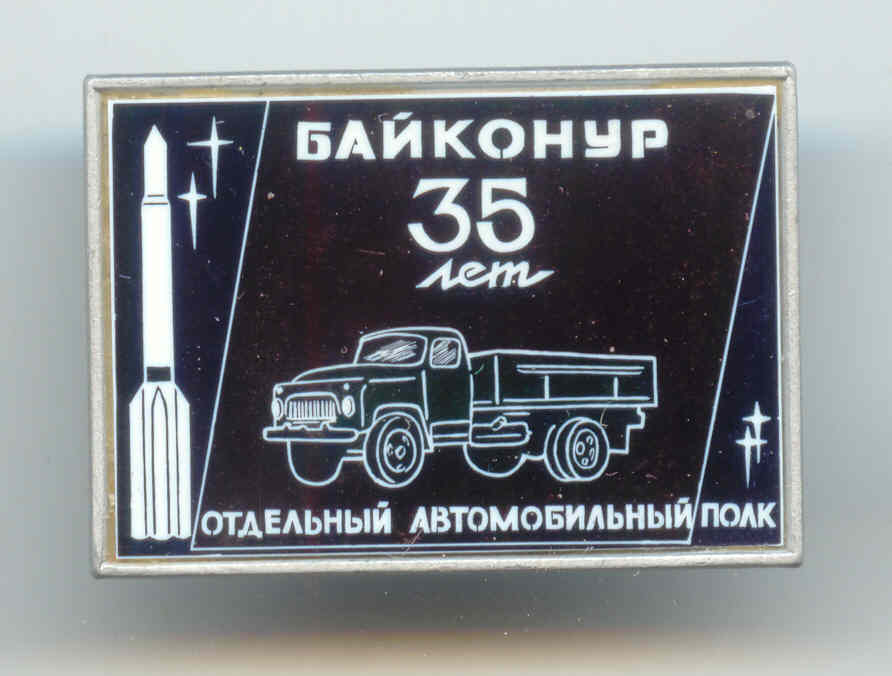 БАЙКОНУР
35
лет
ОТДЕЛЬНЫЙ АВТОМОБИЛЬНЫЙ ПОЛК